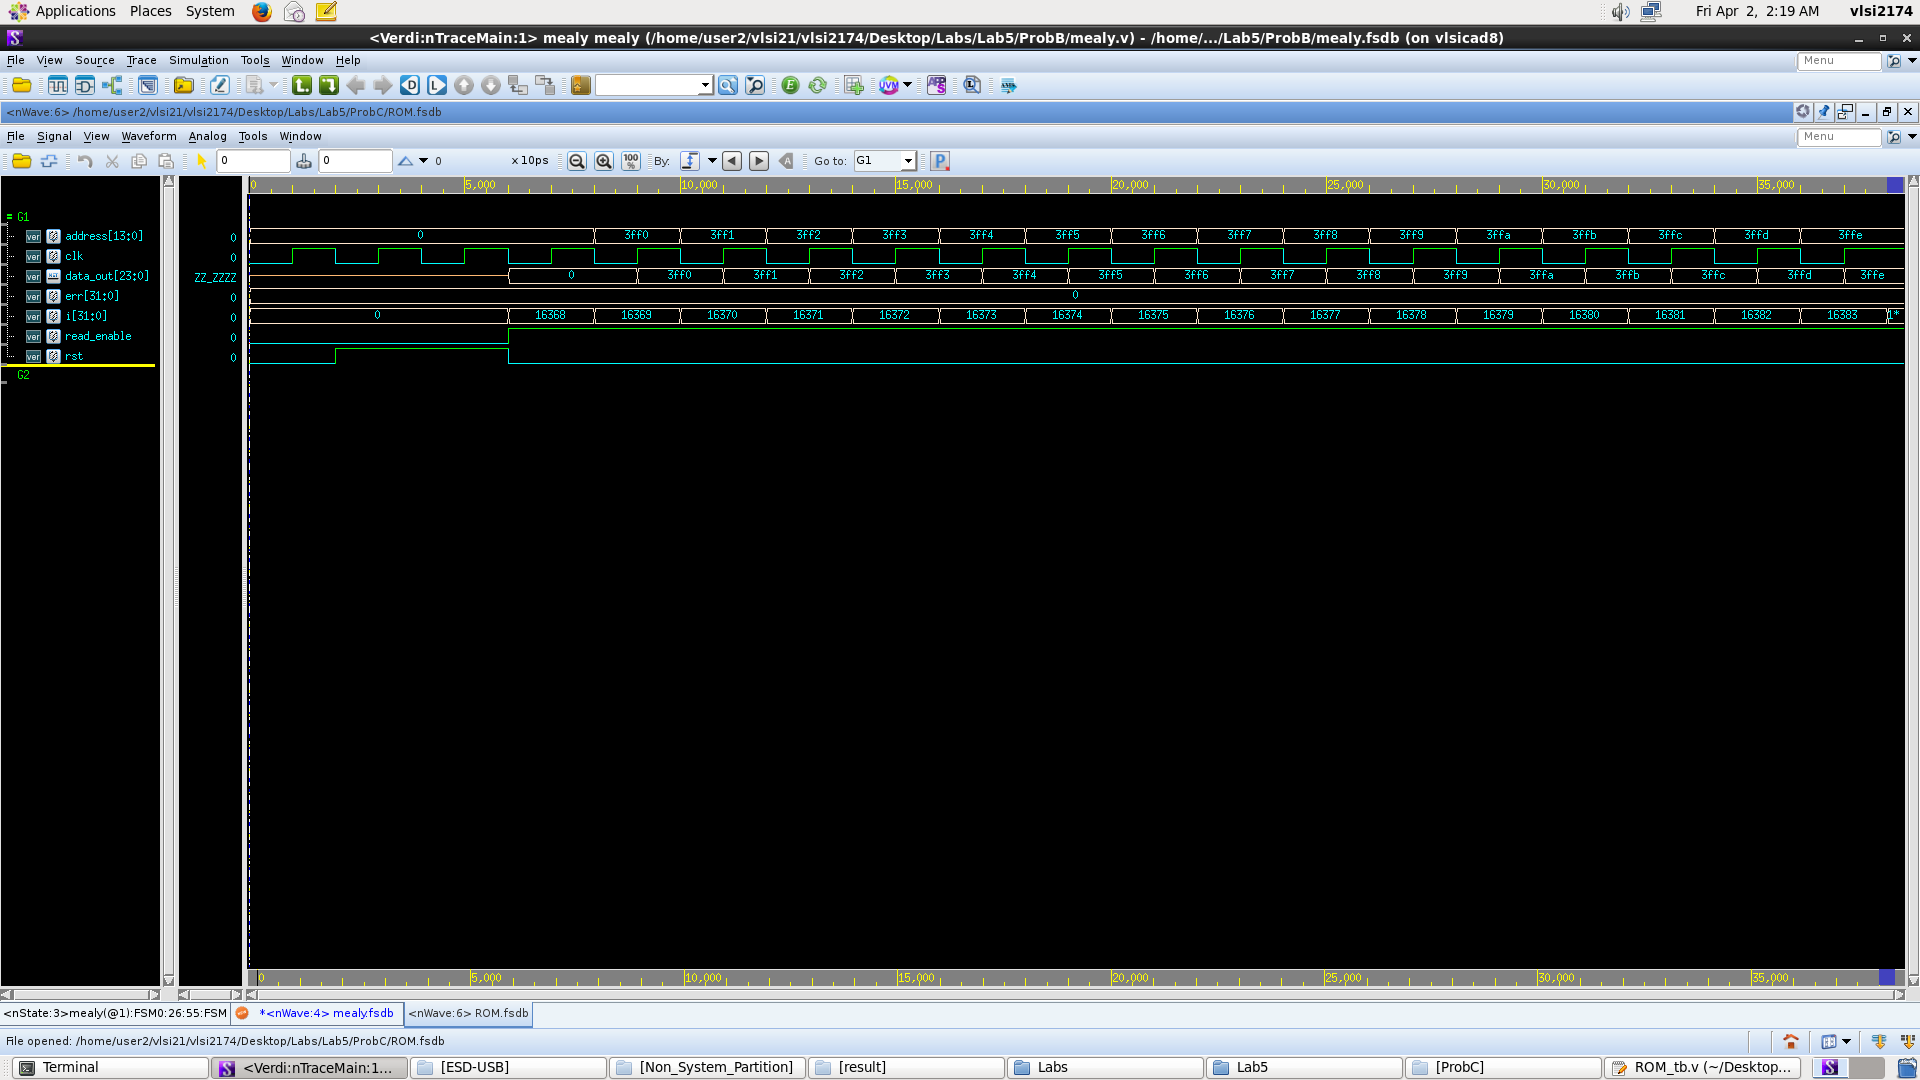 Applications Places System Fri Apr 2, 2:19 AM vlsi2174
<Verdi:nTraceMain:1> mealy mealy (/home/user2/vlsi21/vlsi2174/Desktop/Labs/Lab5/ProbB/mealy.v) - /home/.../Lab5/ProbB/mealy.fsdb (on vlsicad8)
File View Source Trace Simulation Tools Window Help Menu
<nWave:6> /home/user2/vlsi21/vlsi2174/Desktop/Labs/Lab5/ProbC/ROM.fsdb
File Signal View Waveform Analog Tools Window Menu
0 0 0 x 10ps 100 % By: Go to: G1
0 5,000 10,000 15,000 20,000 25,000 30,000 35,000
= G1
ver address[13:0] 0 0 3ff0 3ff1 3ff2 3ff3 3ff4 3ff5 3ff6 3ff7 3ff8 3ff9 3ffa 3ffb 3ffc 3ffd 3ffe
ver clk 0
ver data_out[23:0] ZZ_ZZZZ 0 3ff0 3ff1 3ff2 3ff3 3ff4 3ff5 3ff6 3ff7 3ff8 3ff9 3ffa 3ffb 3ffc 3ffd 3ffe
ver err[31:0] 0 0
ver i[31:0] 0 0 16368 16369 16370 16371 16372 16373 16374 16375 16376 16377 16378 16379 16380 16381 16382 16383 1*
ver read_enable 0
ver rst 0
G2
0 5,000 10,000 15,000 20,000 25,000 30,000 35,000
<nState:3>mealy(@1):FSM0:26:55:FSM *<nWave:4> mealy.fsdb <nWave:6> ROM.fsdb
File opened: /home/user2/vlsi21/vlsi2174/Desktop/Labs/Lab5/ProbC/ROM.fsdb
Terminal <Verdi:nTraceMain:1... [ESD-USB] [Non_System_Partition] [result] Labs Lab5 [ProbC] ROM_tb.v (~/Desktop...